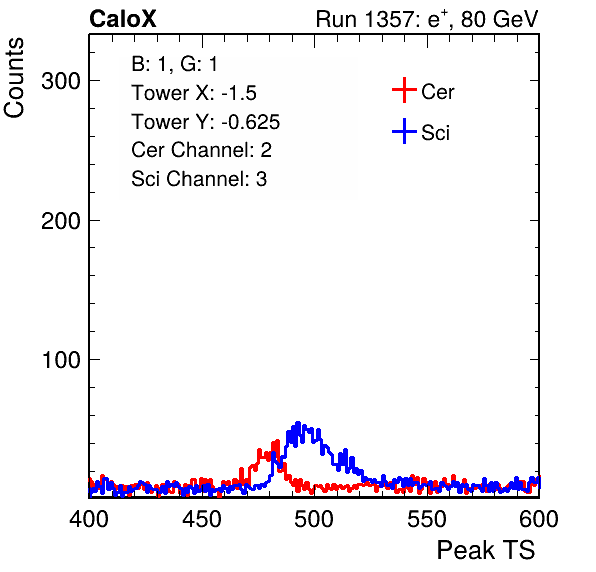 CaloX
Run 1357: e+, 80 GeV
Counts
B: 1, G: 1
Tower X: -1.5
Tower Y: -0.625
Cer Channel: 2
Sci Channel: 3
Cer
Sci
300
200
100
400 450 500 550 600
Peak TS